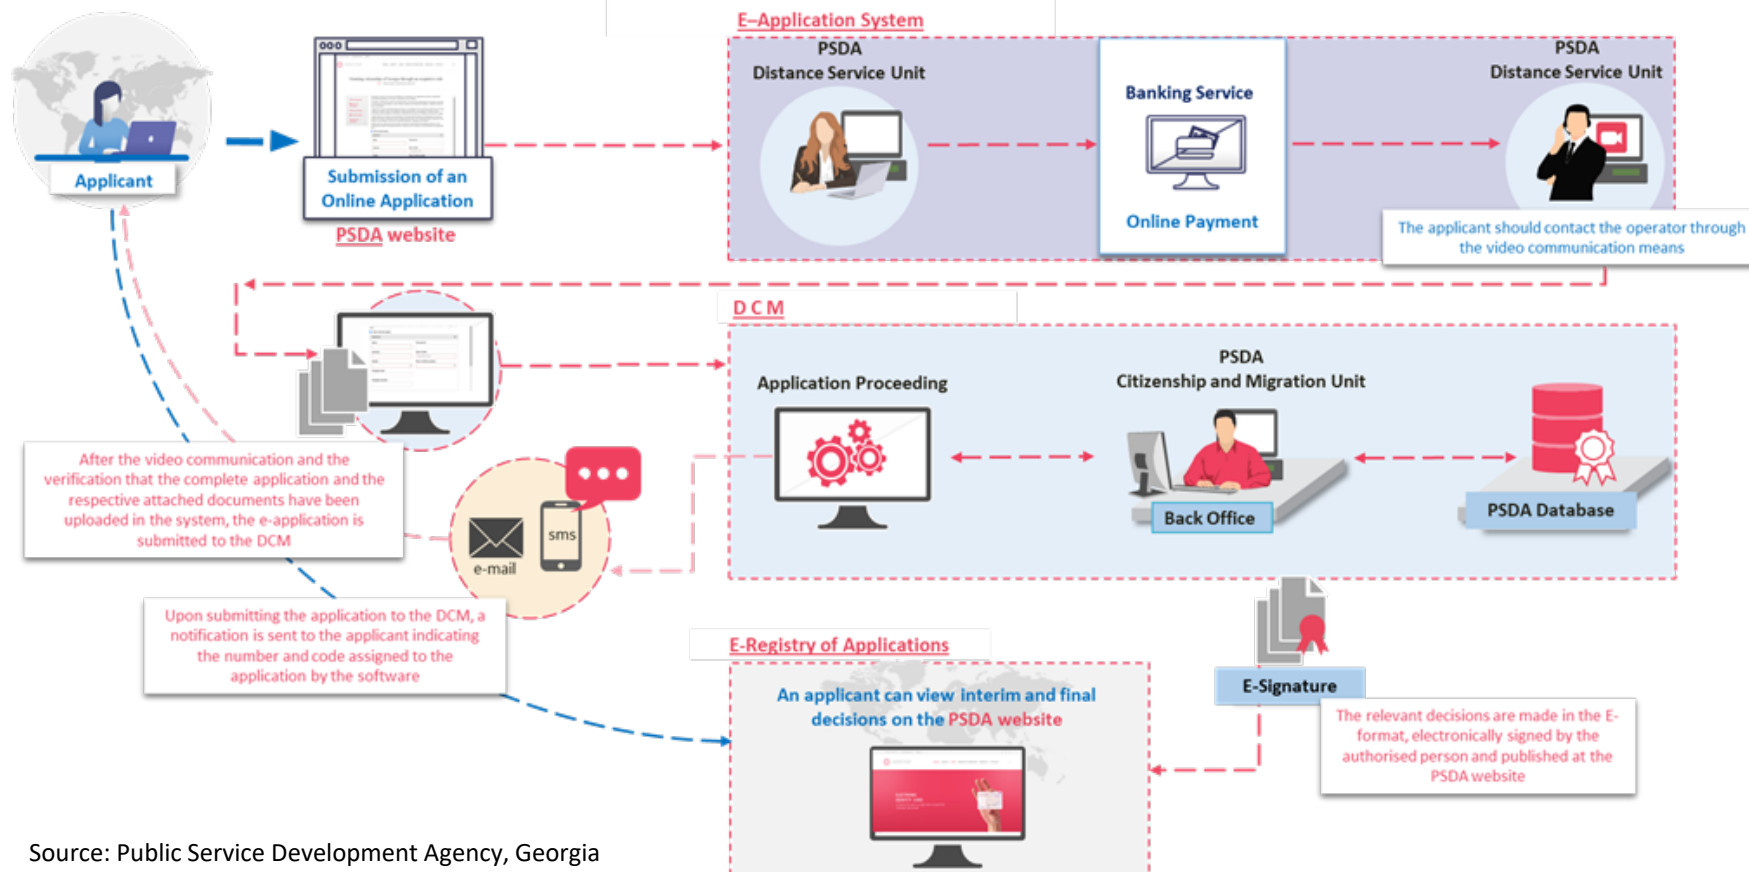 E–Application System
PSDA
Distance Service Unit
Banking Service
Online Payment
PSDA
Distance Service Unit
The applicant should contact the operator through
the video communication means
Applicant
Submission of an
Online Application
PSDA website
D C M
Application Proceeding
PSDA
Citizenship and Migration Unit
Back Office
PSDA Database
After the video communication and the
verification that the complete application and the
respective attached documents have been
uploaded in the system, the e-application is
submitted to the DCM
sms
e-mail
Upon submitting the application to the DCM, a
notification is sent to the applicant indicating
the number and code assigned to the
application by the software
E-Registry of Applications
An applicant can view interim and final
decisions on the PSDA website
E-Signature
The relevant decisions are made in the E-
format, electronically signed by the
authorised person and published at the
PSDA website
Source: Public Service Development Agency, Georgia